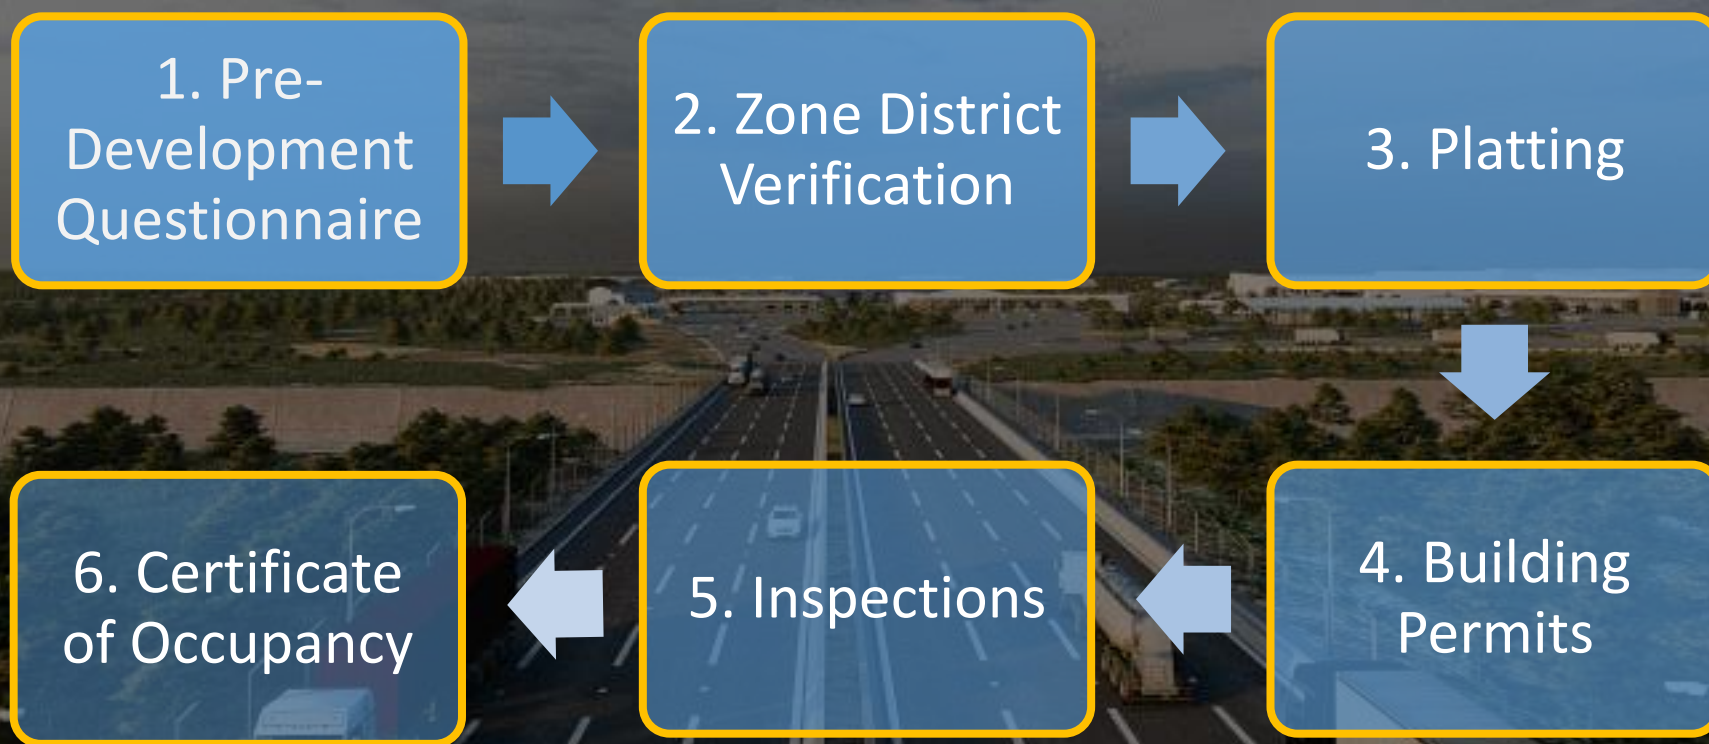 1. Pre-
Development
Questionnaire
2. Zone District
Verification
3. Platting
4. Building
Permits
5. Inspections
6. Certificate
of Occupancy